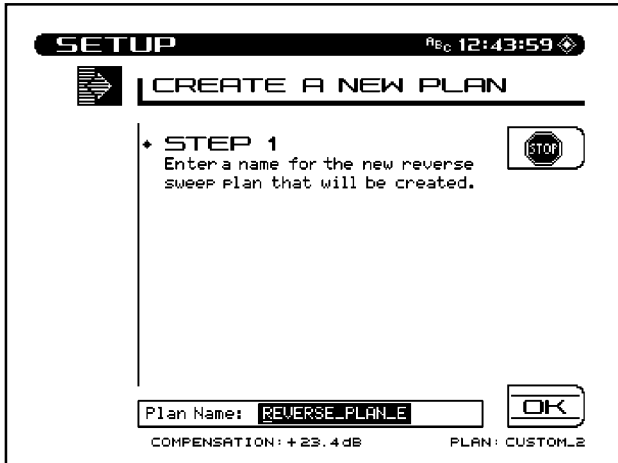 SETUP ABC 12:43:59
CREATE A NEW PLAN
STEP 1
STOP
Enter a name for the new reverse
sweep plan that will be created.
Plan Name: REVERSE_PLAN_E
OK
COMPENSATION: +23.4dB PLAN: CUSTOM_2